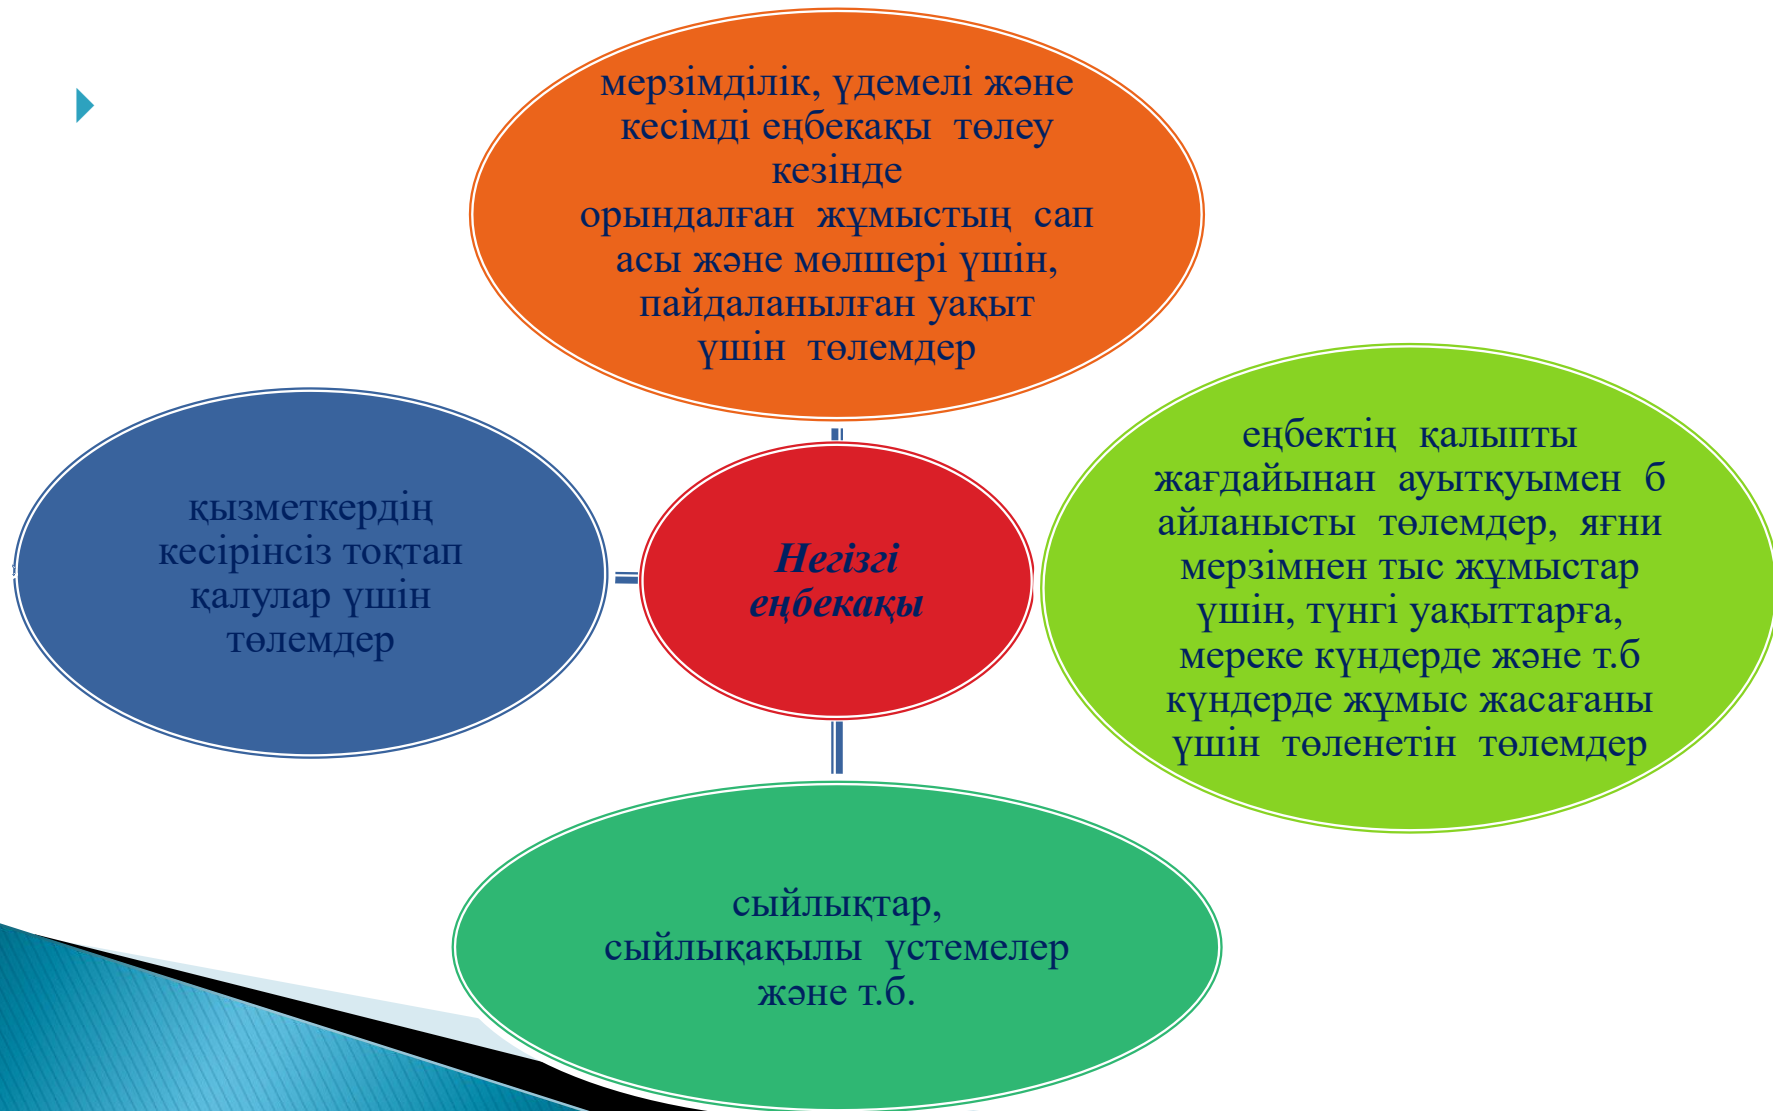 мерзімділік, үдемелі және
кесімді еңбекақы төлеу
кезінде
орындалған жұмыстың сап
асы және мөлшері үшін,
пайдаланылған уақыт
үшін төлемдер
еңбектің қалыпты
жағдайынан ауытқуымен б
айланысты төлемдер, яғни
мерзімнен тыс жұмыстар
үшін, түнгі уақыттарға,
мереке күндерде және т.б
күндерде жұмыс жасағаны
үшін төленетін төлемдер
қызметкердің
кесірінсіз тоқтап
қалулар үшін
төлемдер
Негізгі
еңбекақы
сыйлықтар,
сыйлықақылы үстемелер
және т.б.